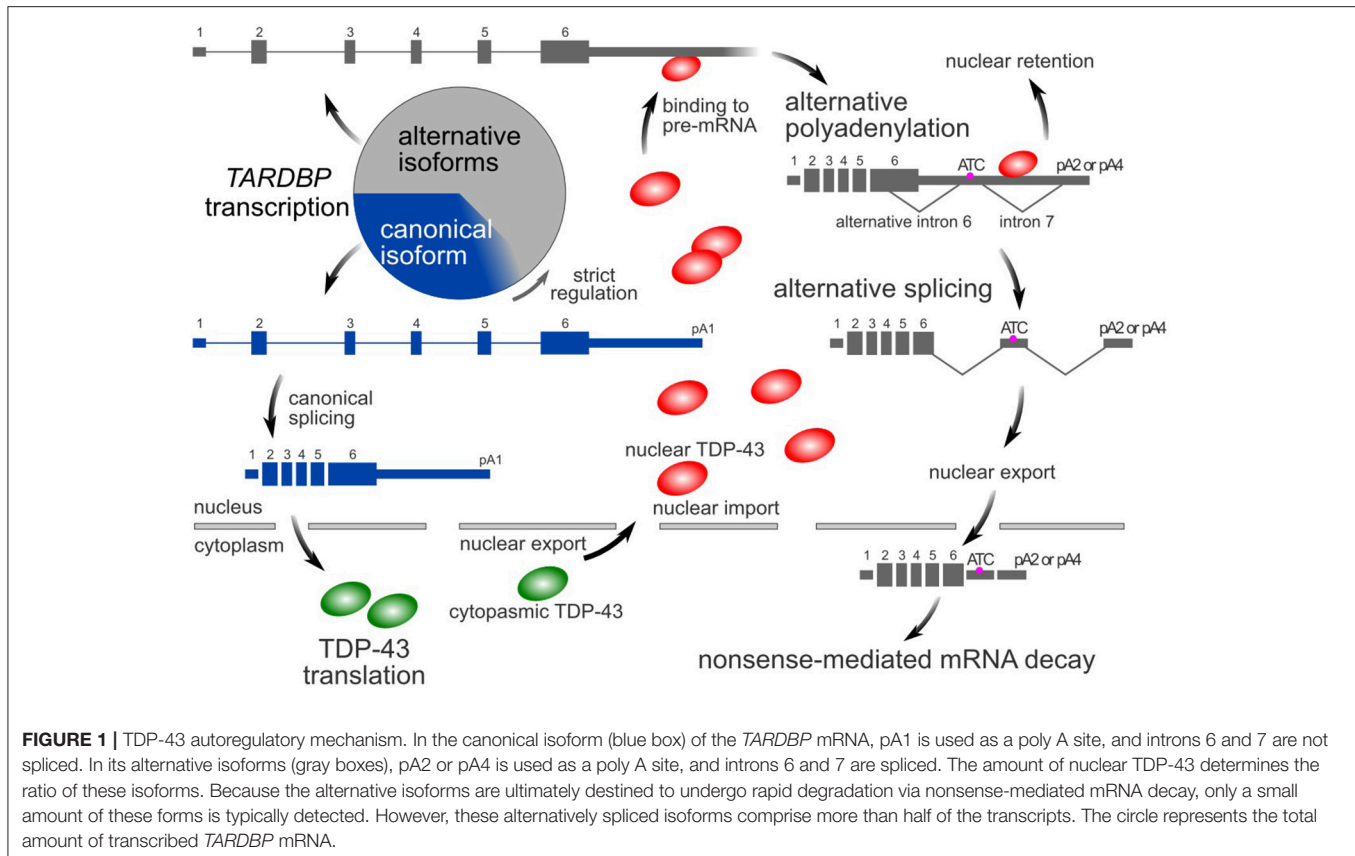 1 2 3 4 5 6
nuclear retention
binding to
pre-mRNA
alternative
polyadenylation
alternative
isoforms
1 2 3 4 5 6 ATC pA2 or pA4
TARDBP
transcription
alternative intron 6 intron 7
canonical
isoform
strict
regulation
alternative splicing
1 2 3 4 5 6 pA1
1 2 3 4 5 6 ATC pA2 or pA4
canonical
splicing
nuclear TDP-43
1 2 3 4 5 6 pA1
nuclear export
nucleus
nuclear import
cytoplasm
nuclear export
1 2 3 4 5 6 ATC pA2 or pA4
cytopasmic TDP-43
TDP-43
translation
nonsense-mediated mRNA decay
FIGURE 1 | TDP-43 autoregulatory mechanism. In the canonical isoform (blue box) of the TARDBP mRNA, pA1 is used as a poly A site, and introns 6 and 7 are not
spliced. In its alternative isoforms (gray boxes), pA2 or pA4 is used as a poly A site, and introns 6 and 7 are spliced. The amount of nuclear TDP-43 determines the
ratio of these isoforms. Because the alternative isoforms are ultimately destined to undergo rapid degradation via nonsense-mediated mRNA decay, only a small
amount of these forms is typically detected. However, these alternatively spliced isoforms comprise more than half of the transcripts. The circle represents the total
amount of transcribed TARDBP mRNA.